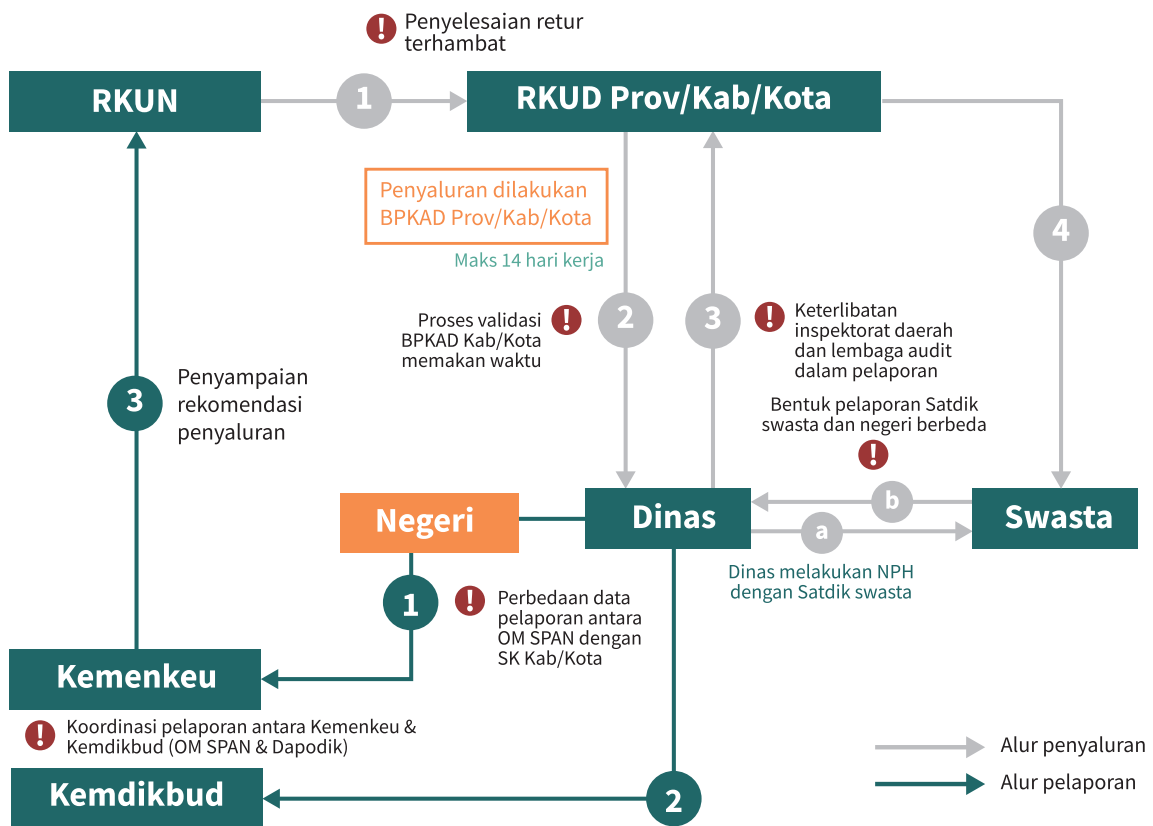 !
Penyelesaian retur
terhambat
RKUN
1
RKUD Prov/Kab/Kota
Penyaluran dilakukan
BPKAD Prov/Kab/Kota
Maks 14 hari kerja
4
Proses validasi
BPKAD Kab/Kota
memakan waktu
!
2
3
!
Keterlibatan
inspektorat daerah
dan lembaga audit
dalam pelaporan
3
Penyampaian
rekomendasi
penyaluran
Bentuk pelaporan Satdik
swasta dan negeri berbeda
!
Negeri
Dinas
b
a
Swasta
Dinas melakukan NPH
dengan Satdik swasta
1
!
Perbedaan data
pelaporan antara
OM SPAN dengan
SK Kab/Kota
Kemenkeu
!
Koordinasi pelaporan antara Kemenkeu &
Kemdikbud (OM SPAN & Dapodik)
Kemdikbud
2
Alur penyaluran
Alur pelaporan